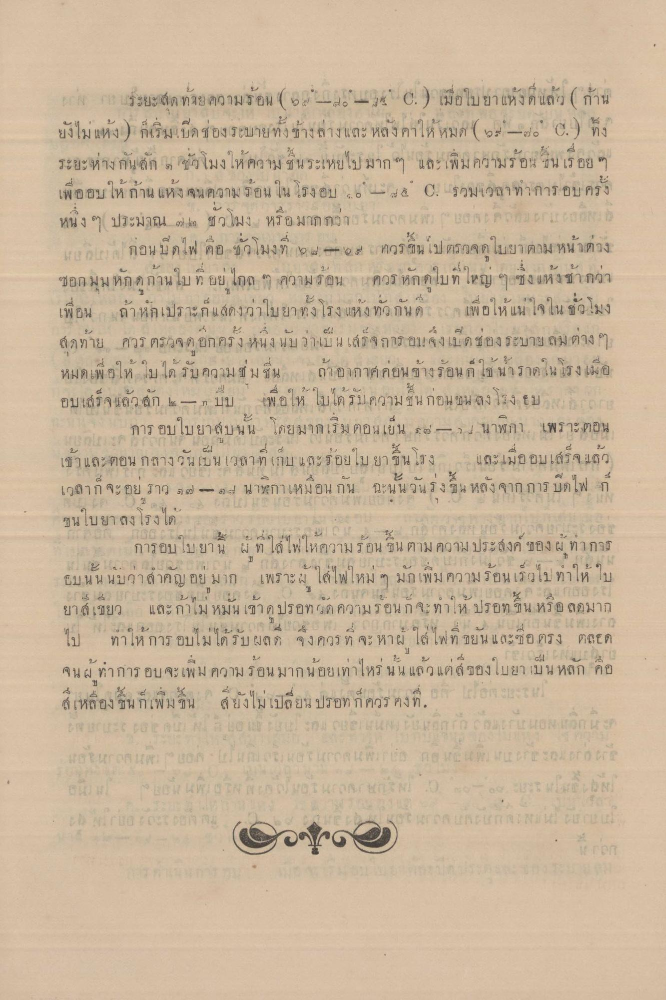 ระยะสุดท้ายความร้อน ( ๖๙° — ๘๐° — ๘๕° C. ) เมื่อใบยาแห้งดีแล้ว ( ก้าน
ยังไม่แห้ง ) ก็เริ่มเปิดช่องระบายทั้งข้างล่างและหลังคาให้หมด ( ๖๙° — ๗๐° C. ) ทิ้ง
ระยะห่างกันสัก ๑ ชั่วโมงให้ความชื้นระเหยไปมาก ๆ และเพิ่มความร้อนขึ้นเรื่อย ๆ
เพื่ออบให้ก้านแห้งจนความร้อนในโรงอบ ๘๐° — ๘๕° C. รวมเวลาทำการอบครั้ง
หนึ่ง ๆ ประมาณ ๗๒ ชั่วโมง หรือมากกว่า
ก่อนปิดไฟ คือ ชั่วโมงที่ ๖๘ — ๖๙ ควรขึ้นไปตรวจดูใบยาตามหน้าต่าง
ซอกมุมหักดูก้านใบที่อยู่ไกล ๆ ความร้อน ควรหักดูใบที่ใหญ่ ๆ ซึ่งแห้งช้ากว่า
เพื่อน ถ้าหักเปราะก็แสดงว่าใบยาทั้งโรงแห้งทั่วกันดี เพื่อให้แน่ใจในชั่วโมง
สุดท้าย ควรตรวจดูอีกครั้งหนึ่งนับว่าเป็นเสร็จการอบจึงเปิดช่องระบายลมต่าง ๆ
หมดเพื่อให้ใบได้รับความชุ่มชื่น ถ้าอากาศค่อนข้างร้อนก็ใช้น้ำราดในโรงเมื่อ
อบเสร็จแล้วสัก ๒ — ๓ ปีบ เพื่อให้ใบได้รับความชื้นก่อนขนลงโรงอบ
การอบใบยาสูบนั้น โดยมากเริ่มตอนเย็น ๑๗ — ๑๘ นาฬิกา เพราะตอน
เช้าและตอนกลางวันเป็นเวลาที่เก็บและร้อยใบยาขึ้นโรง และเมื่ออบเสร็จแล้ว
เวลาก็จะอยู่ราว ๑๗ — ๑๘ นาฬิกาเหมือนกัน ฉะนั้นวันรุ่งขึ้นหลังจากการปิดไฟ ก็
ขนใบยาลงโรงได้
การอบใบยานี้ ผู้ที่ใส่ไฟให้ความร้อนขึ้นตามความประสงค์ของผู้ทำการ
อบนั้นนับว่าสำคัญอยู่มาก เพราะผู้ใส่ไฟใหม่ ๆ มักเพิ่มความร้อนเร็วไปทำให้ใบ
ยาสีเขียว และถ้าไม่หมั่นเข้าดูปรอทวัดความร้อนก็จะทำให้ปรอทขึ้นหรือลดมาก
ไป ทำให้การอบไม่ได้รับผลดี จึงควรที่จะหาผู้ใส่ไฟที่ขยันและซื่อตรง ตลอด
จนผู้ทำการอบจะเพิ่มความร้อนมากน้อยเท่าไหร่นั้นแล้วแต่สีของใบยาเป็นหลัก คือ
สีเหลืองขึ้นก็เพิ่มขึ้น สียังไม่เปลี่ยนปรอทก็ควรคงที่.